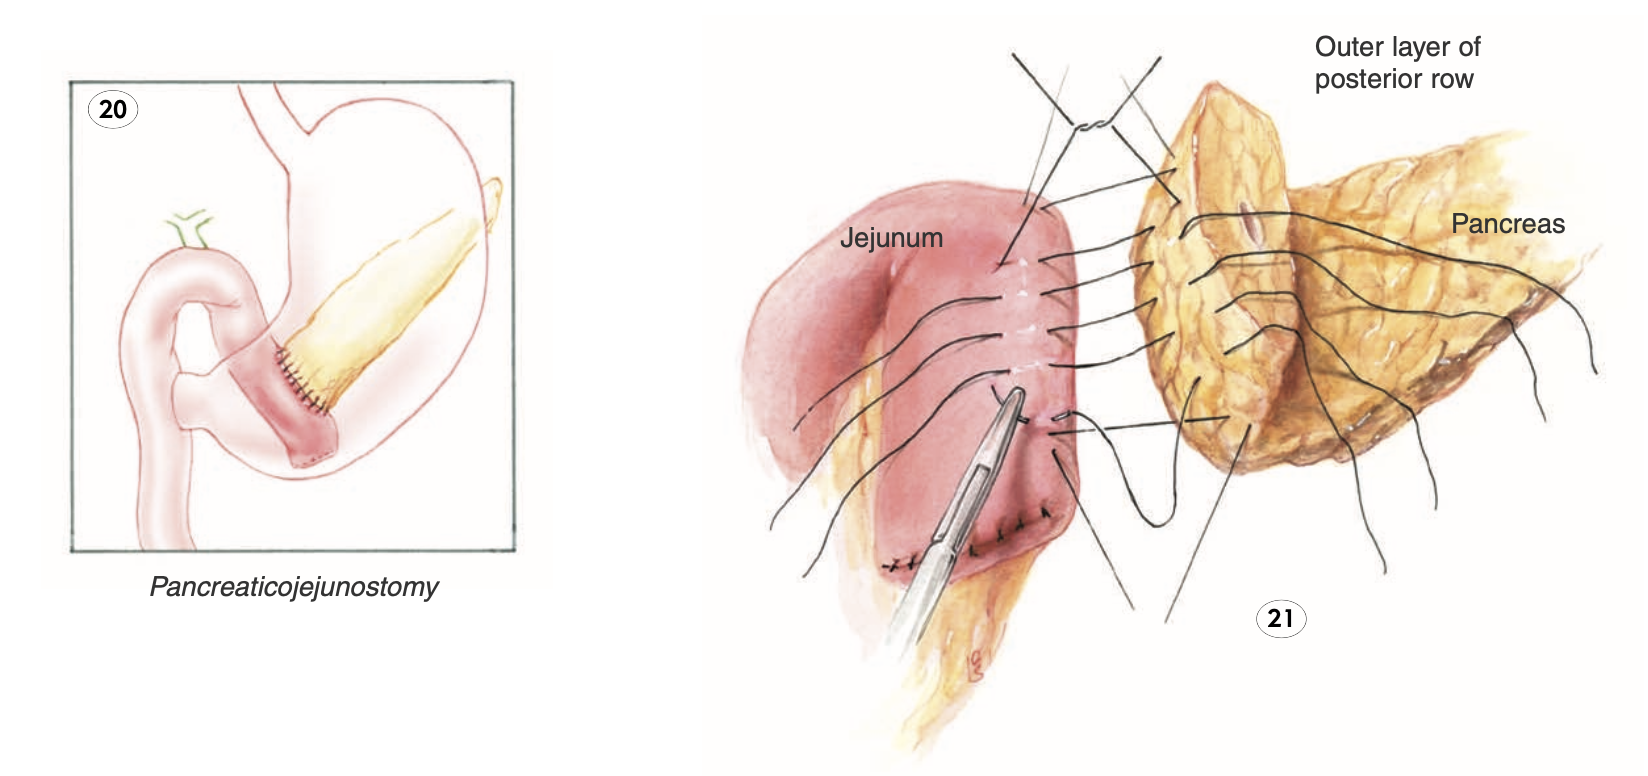 20
Pancreaticojejunostomy
Outer layer of
posterior row
Jejunum
Pancreas
21